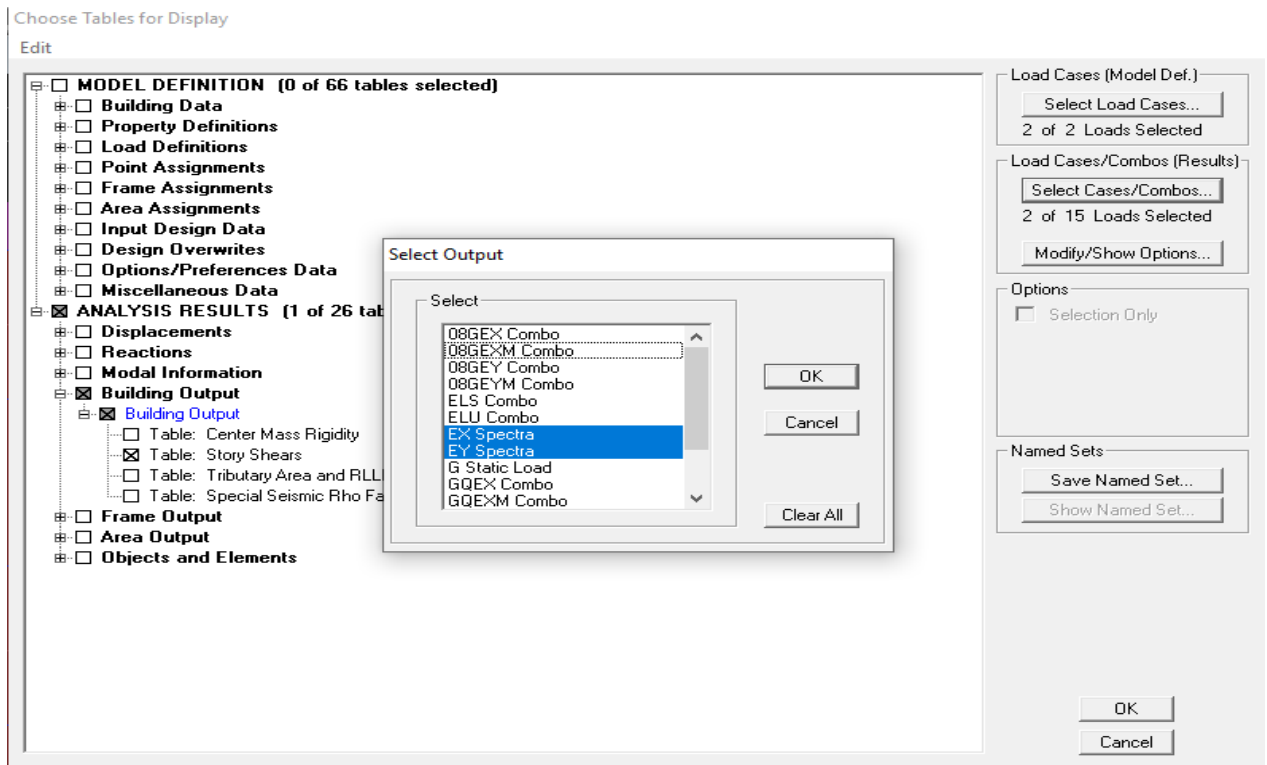 Choose Tables for Display
Edit
MODEL DEFINITION (0 of 66 tables selected)
Building Data
Property Definitions
Load Definitions
Point Assignments
Frame Assignments
Area Assignments
Input Design Data
Design Overwrites
Options/Preferences Data
Miscellaneous Data
ANALYSIS RESULTS (1 of 26 tab
Displacements
Reactions
Modal Information
Building Output
Building Output
Table: Center Mass Rigidity
Table: Story Shears
Table: Tributary Area and RLL
Table: Special Seismic Rho Fa
Frame Output
Area Output
Objects and Elements
Select Output
Select
08GEX Combo
08GEXM Combo
08GEY Combo
08GEYM Combo
ELS Combo
ELU Combo
EX Spectra
EY Spectra
G Static Load
GQEX Combo
GQEXM Combo
OK
Cancel
Clear All
Load Cases (Model Def.)
Select Load Cases...
2 of 2 Loads Selected
Load Cases/Combos (Results)
Select Cases/Combos...
2 of 15 Loads Selected
Modify/Show Options...
Options
Selection Only
Named Sets
Save Named Set...
Show Named Set...
OK
Cancel